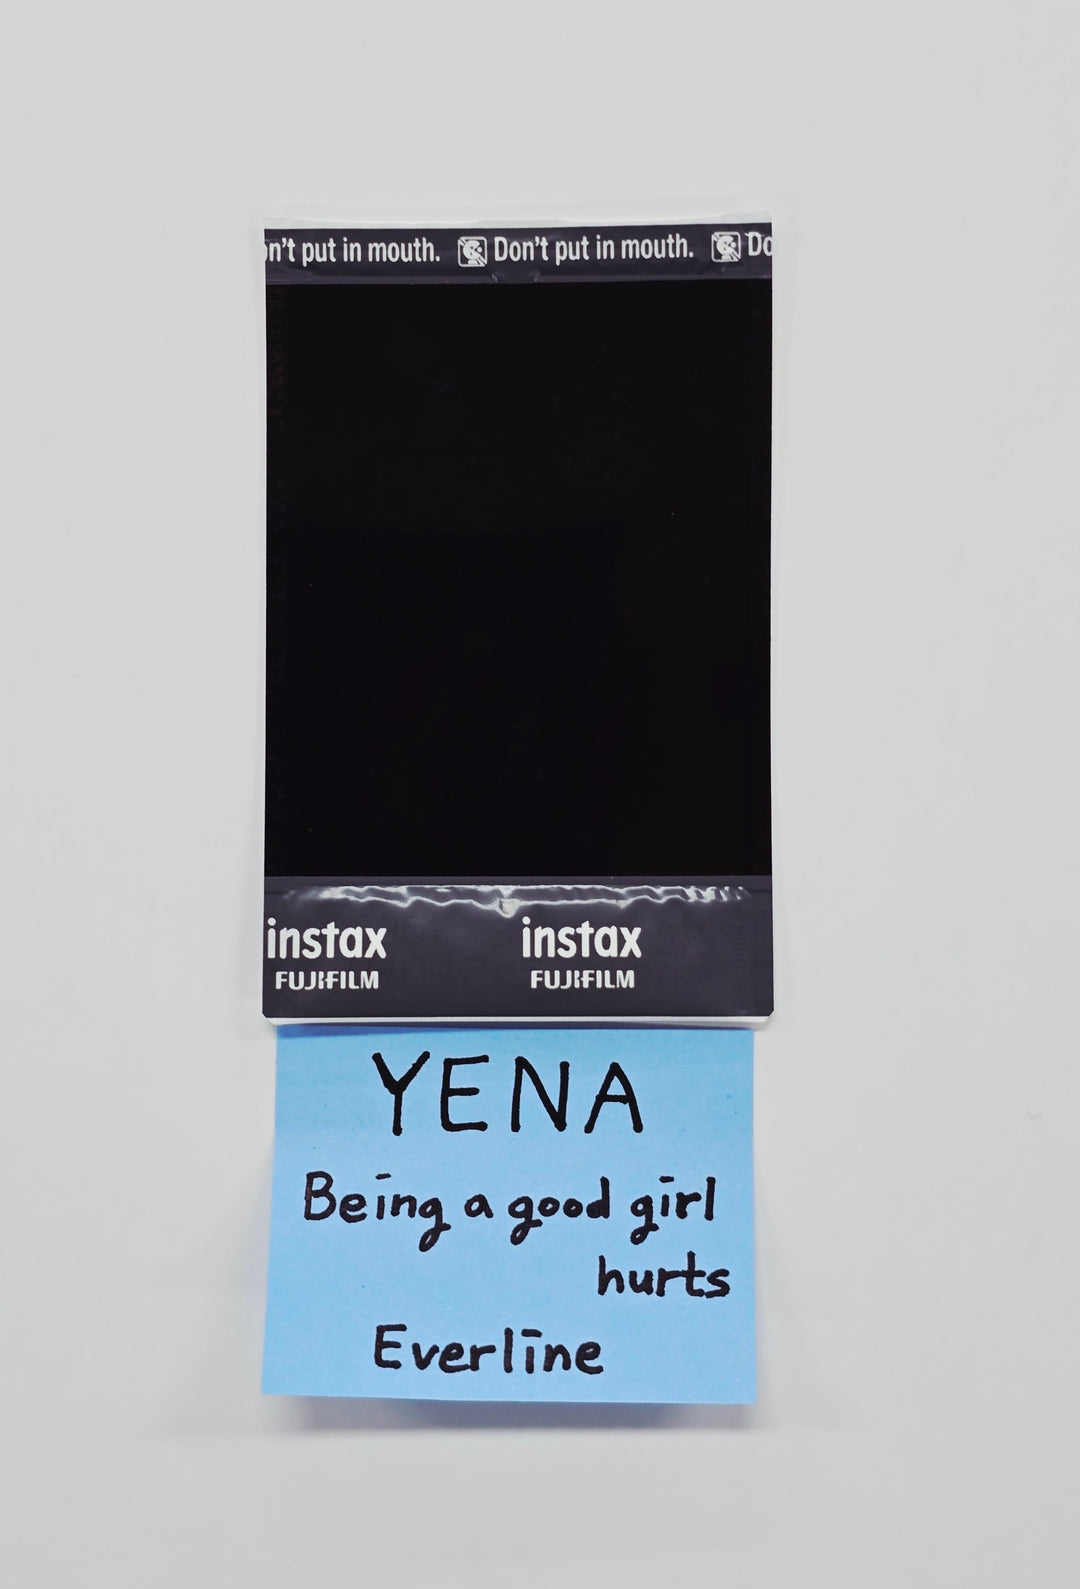 n't put in mouth. Don't put in mouth. Do
instax instax
FUJIFILM FUJIFILM
YENA
Being a good girl
hurts
Everline